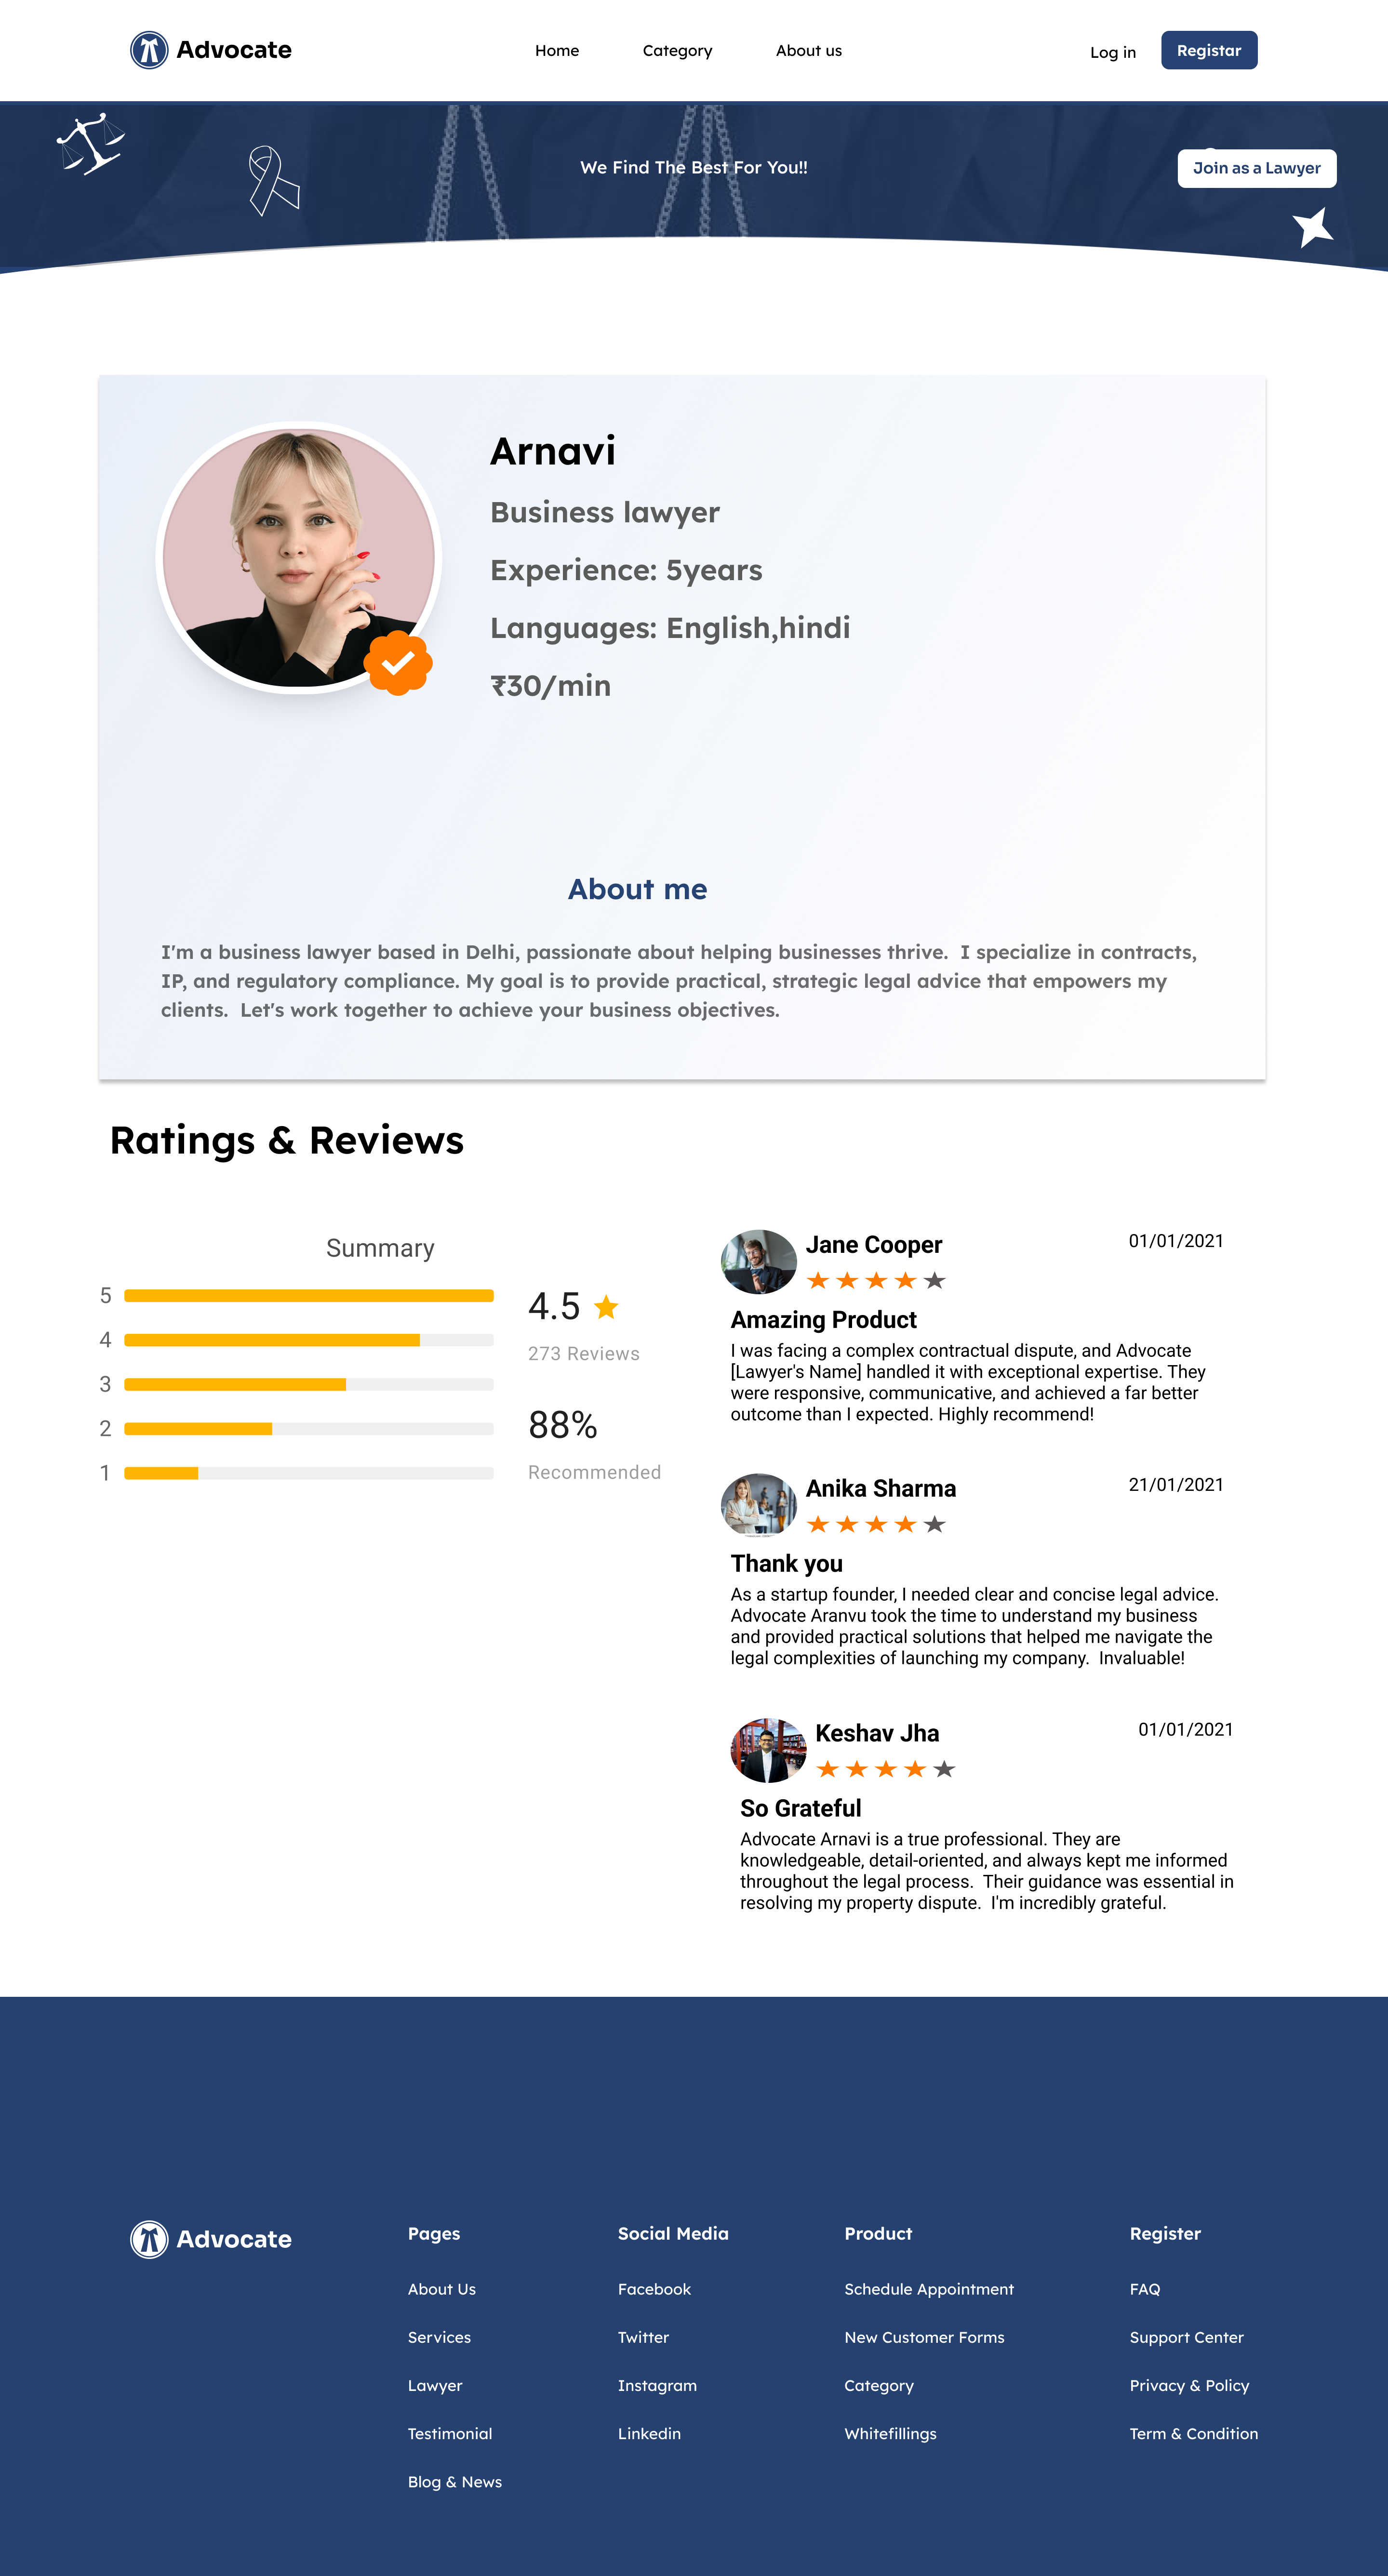 Advocate
Home
Category
About us
Log in
Registar
We Find The Best For You!!
Join as a Lawyer
Arnavi
Business lawyer
Experience: 5years
Languages: English,hindi
₹30/min
About me
I'm a business lawyer based in Delhi, passionate about helping businesses thrive.  I specialize in contracts,
IP, and regulatory compliance. My goal is to provide practical, strategic legal advice that empowers my
clients.  Let's work together to achieve your business objectives.
Ratings & Reviews
Summary
5
4
3
2
1
4.5
273 Reviews
88%
Recommended
Jane Cooper
01/01/2021
Amazing Product
I was facing a complex contractual dispute, and Advocate
[Lawyer's Name] handled it with exceptional expertise. They
were responsive, communicative, and achieved a far better
outcome than I expected. Highly recommend!
Anika Sharma
21/01/2021
Thank you
As a startup founder, I needed clear and concise legal advice.
Advocate Aranvu took the time to understand my business
and provided practical solutions that helped me navigate the
legal complexities of launching my company.  Invaluable!
Keshav Jha
01/01/2021
So Grateful
Advocate Arnavi is a true professional. They are
knowledgeable, detail-oriented, and always kept me informed
throughout the legal process.  Their guidance was essential in
resolving my property dispute.  I'm incredibly grateful.
Advocate
Pages
About Us
Services
Lawyer
Testimonial
Blog & News
Social Media
Facebook
Twitter
Instagram
Linkedin
Product
Schedule Appointment
New Customer Forms
Category
Whitefillings
Register
FAQ
Support Center
Privacy & Policy
Term & Condition